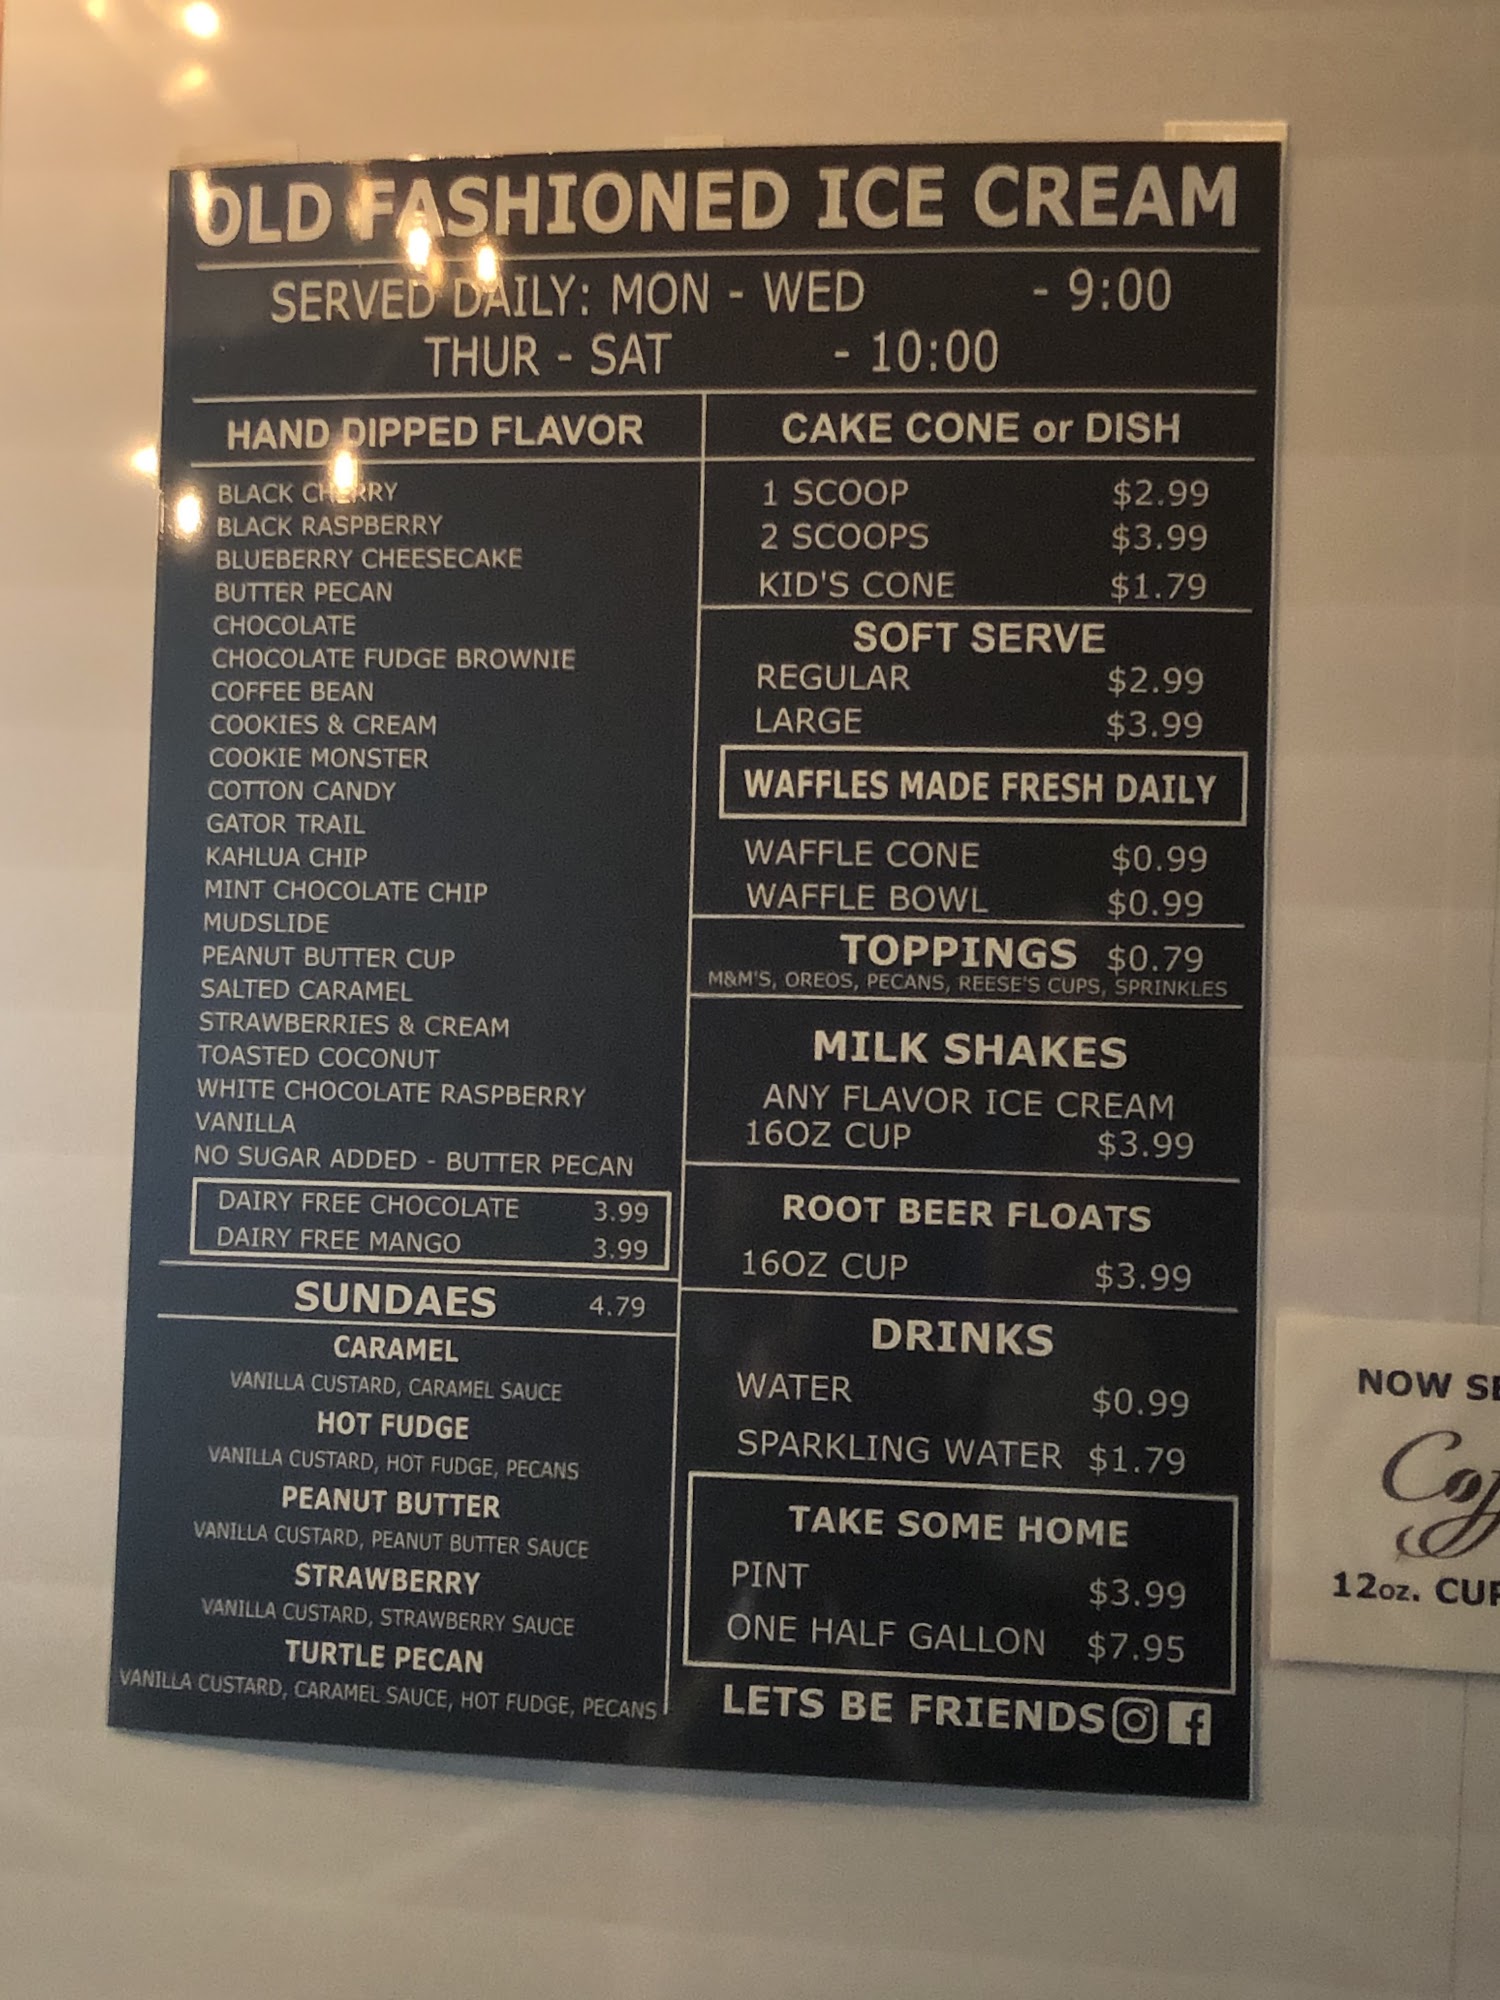 OLD FASHIONED ICE CREAM
SERVED DAILY: MON - WED - 9:00
THUR - SAT - 10:00
HAND DIPPED FLAVOR
BLACK CHERRY
BLACK RASPBERRY
BLUEBERRY CHEESECAKE
BUTTER PECAN
CHOCOLATE
CHOCOLATE FUDGE BROWNIE
COFFEE BEAN
COOKIES & CREAM
COOKIE MONSTER
COTTON CANDY
GATOR TRAIL
KAHLUA CHIP
MINT CHOCOLATE CHIP
MUDSLIDE
PEANUT BUTTER CUP
SALTED CARAMEL
STRAWBERRIES & CREAM
TOASTED COCONUT
WHITE CHOCOLATE RASPBERRY
VANILLA
NO SUGAR ADDED - BUTTER PECAN
DAIRY FREE CHOCOLATE 3.99
DAIRY FREE MANGO 3.99
SUNDAES 4.79
CARAMEL
VANILLA CUSTARD, CARAMEL SAUCE
HOT FUDGE
VANILLA CUSTARD, HOT FUDGE, PECANS
PEANUT BUTTER
VANILLA CUSTARD, PEANUT BUTTER SAUCE
STRAWBERRY
VANILLA CUSTARD, STRAWBERRY SAUCE
TURTLE PECAN
VANILLA CUSTARD, CARAMEL SAUCE, HOT FUDGE, PECANS
CAKE CONE or DISH
1 SCOOP $2.99
2 SCOOPS $3.99
KID'S CONE $1.79
SOFT SERVE
REGULAR $2.99
LARGE $3.99
WAFFLES MADE FRESH DAILY
WAFFLE CONE $0.99
WAFFLE BOWL $0.99
TOPPINGS $0.79
M&M'S, OREOS, PECANS, REESE'S CUPS, SPRINKLES
MILK SHAKES
ANY FLAVOR ICE CREAM
16OZ CUP $3.99
ROOT BEER FLOATS
16OZ CUP $3.99
DRINKS
WATER $0.99
SPARKLING WATER $1.79
TAKE SOME HOME
PINT $3.99
ONE HALF GALLON $7.95
LETS BE FRIENDS
NOW
12oz. CUP